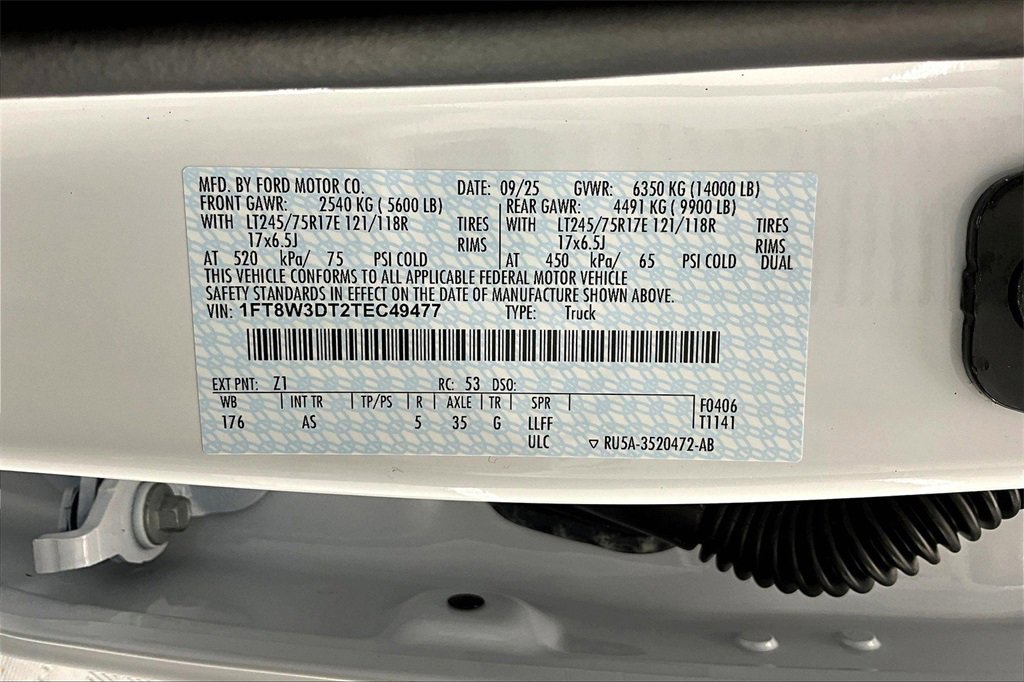 MFD. BY FORD MOTOR CO. DATE: 09/25 GVWR: 6350 KG (14000 LB)
FRONT GAWR: 2540 KG ( 5600 LB) REAR GAWR: 4491 KG ( 9900 LB)
WITH LT245/75R17E 121/118R TIRES WITH LT245/75R17E 121/118R TIRES
17x6.5J RIMS 17x6.5J RIMS
AT 520 kPa/ 75 PSI COLD AT 450 kPa/ 65 PSI COLD DUAL
THIS VEHICLE CONFORMS TO ALL APPLICABLE FEDERAL MOTOR VEHICLE
SAFETY STANDARDS IN EFFECT ON THE DATE OF MANUFACTURE SHOWN ABOVE.
VIN: 1FT8W3DT2TEC49477 TYPE: Truck
EXT PNT: Z1 RC: 53 DSO:
WB INT TR TP/PS R AXLE TR SPR F0406
176 AS 5 35 G LLFF T1141
ULC RU5A-3520472-AB